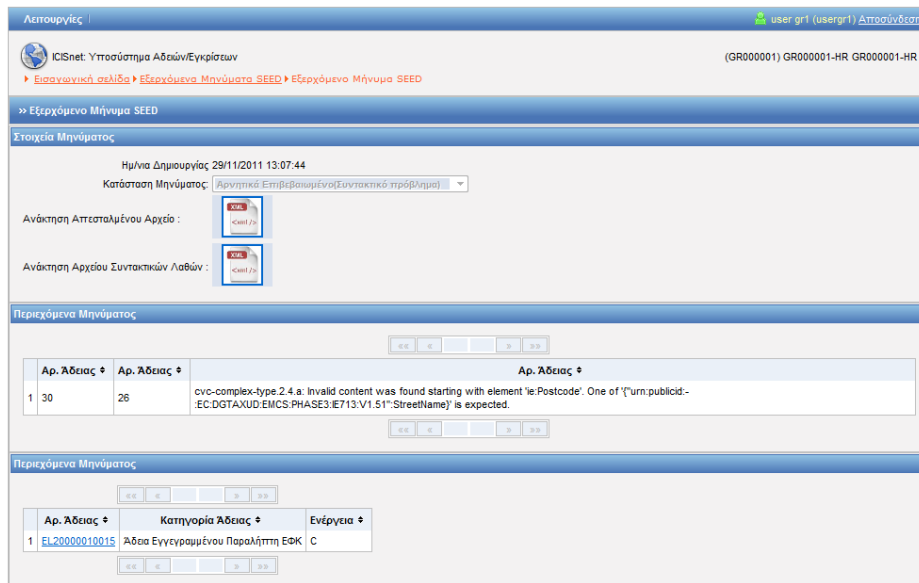 Λειτουργίες
user gr1 (usergr1) Αποσύνδεση
ICISnet: Υποσύστημα Αδειών/Εγκρίσεων
(GR000001) GR000001-HR GR000001-HR
Εισαγωγική σελίδα Εξερχόμενα Μηνύματα SEED Εξερχόμενο Μήνυμα SEED
» Εξερχόμενο Μήνυμα SEED
Στοιχεία Μηνύματος
Ημ/νια Δημιουργίας 29/11/2011 13:07:44
Κατάσταση Μηνύματος: Αρνητικά Επιβεβαιωμένο(Συντακτικό πρόβλημα)
Ανάκτηση Απεσταλμένου Αρχείο :
XML
<xml />
Ανάκτηση Αρχείου Συντακτικών Λαθών :
XML
<xml />
Περιεχόμενα Μηνύματος
«« « » »»
Αρ. Άδειας Αρ. Άδειας Αρ. Άδειας
1 30 26 cvc-complex-type.2.4.a: Invalid content was found starting with element 'ie:Postcode'. One of '{"urn:publicid:-
:EC:DGTAXUD:EMCS:PHASE3:IE713:V1.51":StreetName}' is expected.
«« « » »»
Περιεχόμενα Μηνύματος
«« « » »»
Αρ. Άδειας Κατηγορία Άδειας Ενέργεια
1 EL20000010015 Άδεια Εγγεγραμμένου Παραλήπτη ΕΦΚ C
«« « » »»